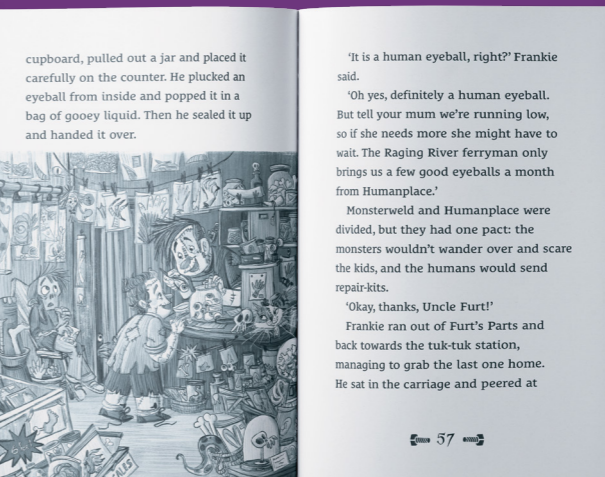 cupboard, pulled out a jar and placed it
carefully on the counter. He plucked an
eyeball from inside and popped it in a
bag of gooey liquid. Then he sealed it up
and handed it over.
ALES
‘It is a human eyeball, right?’ Frankie
said.
‘Oh yes, definitely a human eyeball.
But tell your mum we’re running low,
so if she needs more she might have to
wait. The Raging River ferryman only
brings us a few good eyeballs a month
from Humanplace.’
Monsterweld and Humanplace were
divided, but they had one pact: the
monsters wouldn’t wander over and scare
the kids, and the humans would send
repair-kits.
‘Okay, thanks, Uncle Furt!’
Frankie ran out of Furt’s Parts and
back towards the tuk-tuk station,
managing to grab the last one home.
He sat in the carriage and peered at
57